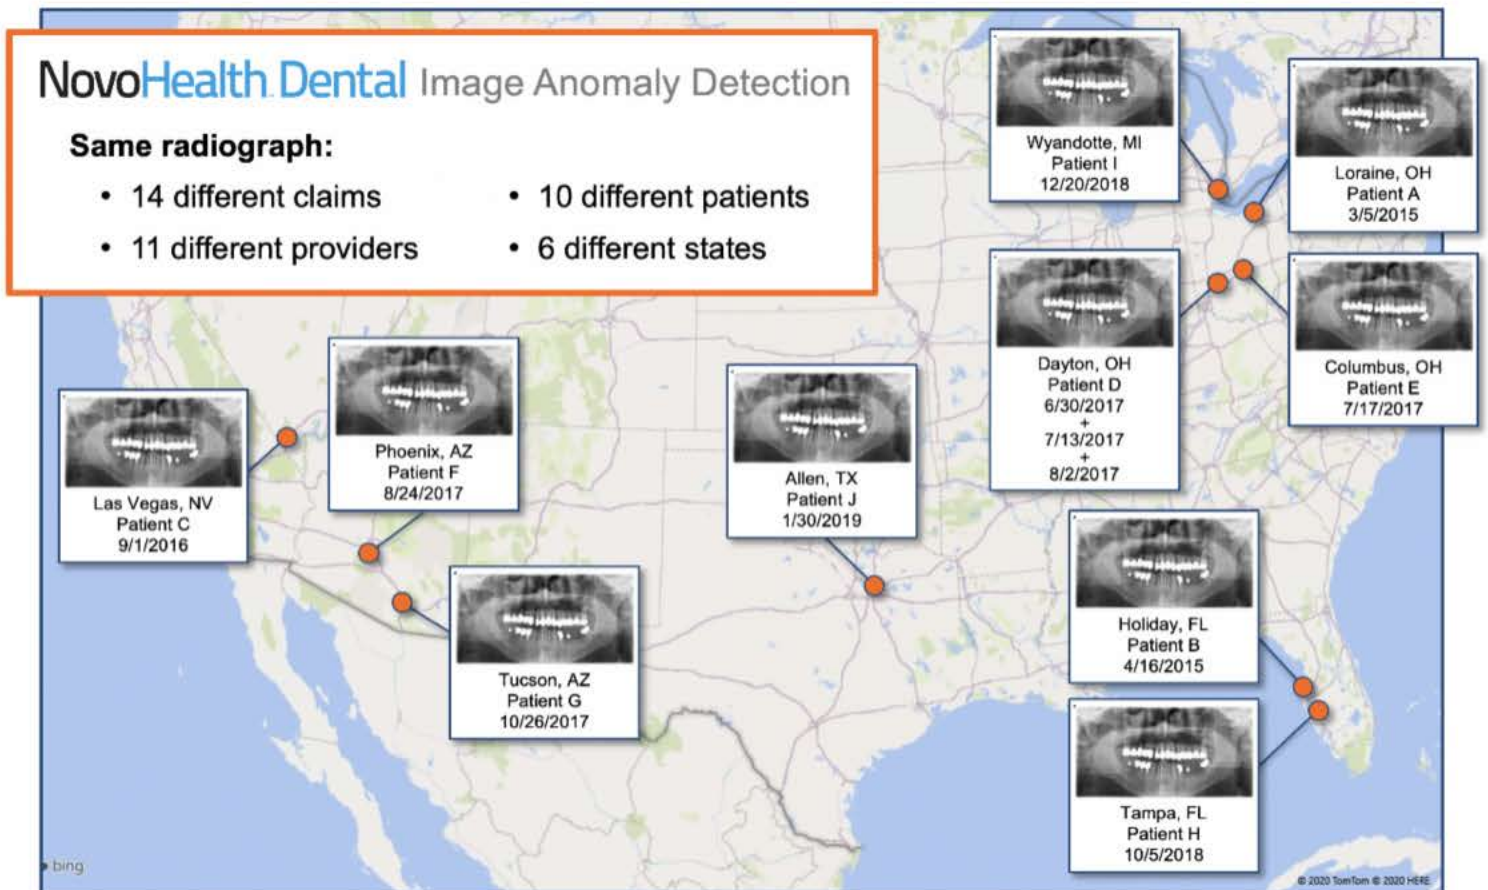 NovoHealth Dental Image Anomaly Detection
Same radiograph:
• 14 different claims
• 11 different providers
• 10 different patients
• 6 different states
Wyandotte, MI
Patient I
12/20/2018
Loraine, OH
Patient A
3/5/2015
Dayton, OH
Patient D
6/30/2017
+
7/13/2017
+
8/2/2017
Columbus, OH
Patient E
7/17/2017
Las Vegas, NV
Patient C
9/1/2016
Phoenix, AZ
Patient F
8/24/2017
Tucson, AZ
Patient G
10/26/2017
Allen, TX
Patient J
1/30/2019
Holiday, FL
Patient B
4/16/2015
Tampa, FL
Patient H
10/5/2018
bing
© 2020 TomTom © 2020 HERE